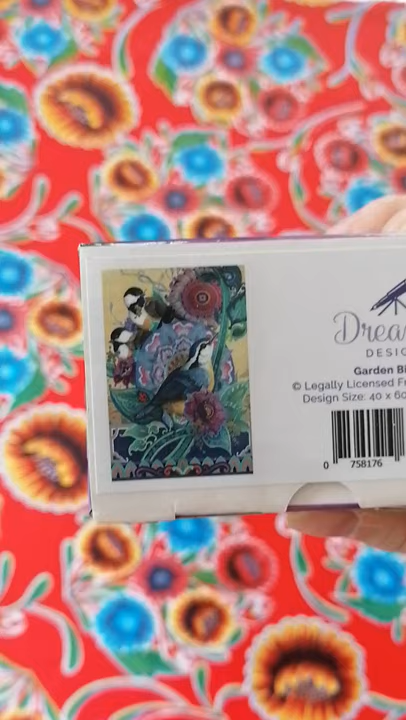 Drea
DESIG
Garden Bi
© Legally Licensed Fr
Design Size: 40 x 60
0 758176